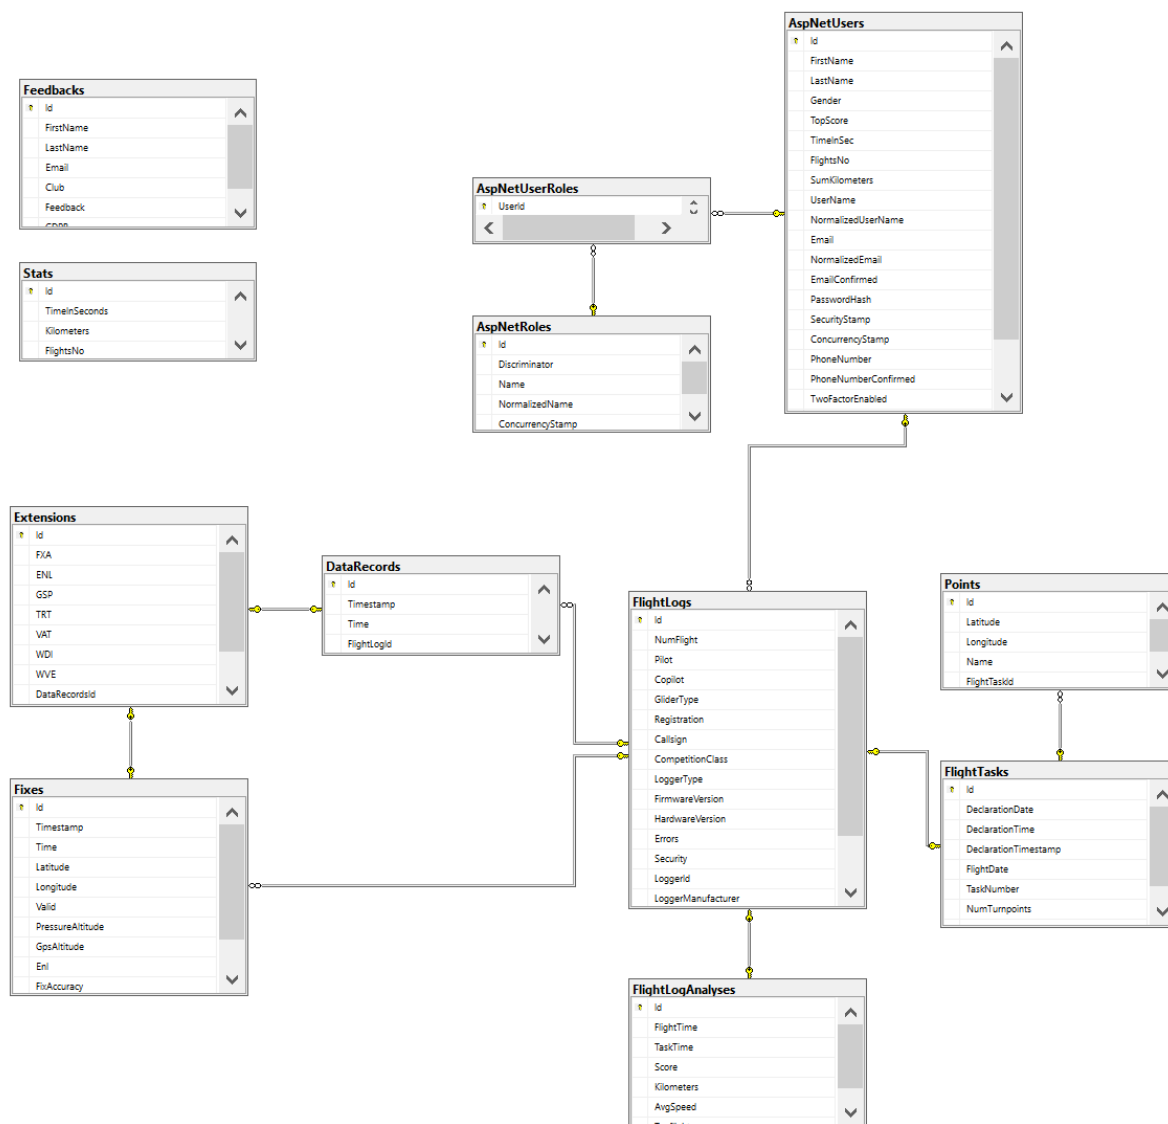 AspNetUsers
Id
FirstName
LastName
Gender
TopScore
TimeInSec
FlightsNo
SumKilometers
UserName
NormalizedUserName
Email
NormalizedEmail
EmailConfirmed
PasswordHash
SecurityStamp
ConcurrencyStamp
PhoneNumber
PhoneNumberConfirmed
TwoFactorEnabled
Feedbacks
Id
FirstName
LastName
Email
Club
Feedback
GDPR
AspNetUserRoles
UserId
Stats
Id
TimeInSeconds
Kilometers
FlightsNo
AspNetRoles
Id
Discriminator
Name
NormalizedName
ConcurrencyStamp
Extensions
Id
FXA
ENL
GSP
TRT
VAT
WDI
WVE
DataRecordsId
DataRecords
Id
Timestamp
Time
FlightLogId
FlightLogs
Id
NumFlight
Pilot
Copilot
GliderType
Registration
Callsign
CompetitionClass
LoggerType
FirmwareVersion
HardwareVersion
Errors
Security
LoggerId
LoggerManufacturer
Points
Id
Latitude
Longitude
Name
FlightTaskId
FlightTasks
Id
DeclarationDate
DeclarationTime
DeclarationTimestamp
FlightDate
TaskNumber
NumTurnpoints
Fixes
Id
Timestamp
Time
Latitude
Longitude
Valid
PressureAltitude
GpsAltitude
Enl
FixAccuracy
FlightLogAnalyses
Id
FlightTime
TaskTime
Score
Kilometers
AvgSpeed